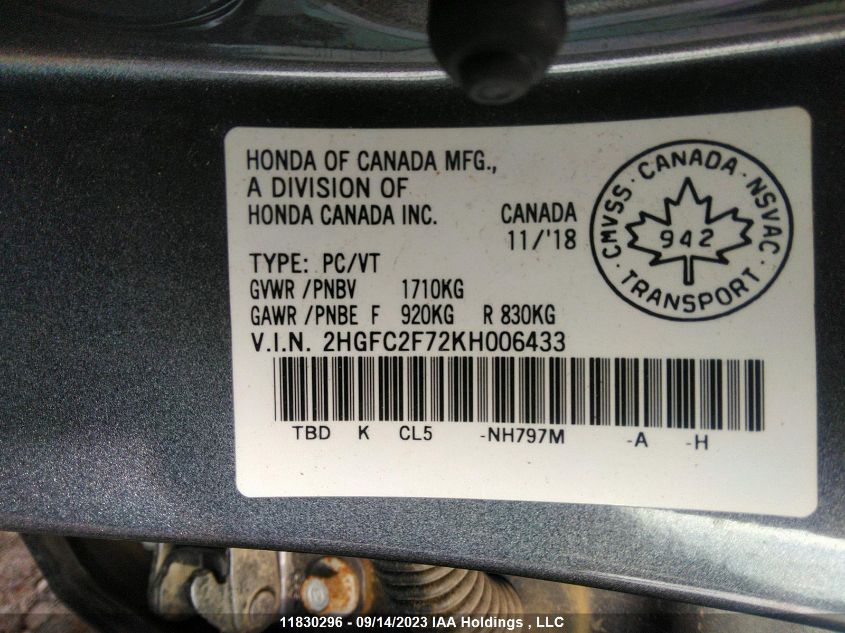 HONDA OF CANADA MFG.,
A DIVISION OF
HONDA CANADA INC.
CANADA
11/'18
CMVSS · CANADA · NSVAC · TRANSPORT ·
942
TYPE: PC/VT
GVWR /PNBV 1710KG
GAWR /PNBE F 920KG R 830KG
V.I.N. 2HGFC2F72KH006433
TBD K CL5 -NH797M -A -H
11830296 - 09/14/2023 IAA Holdings , LLC